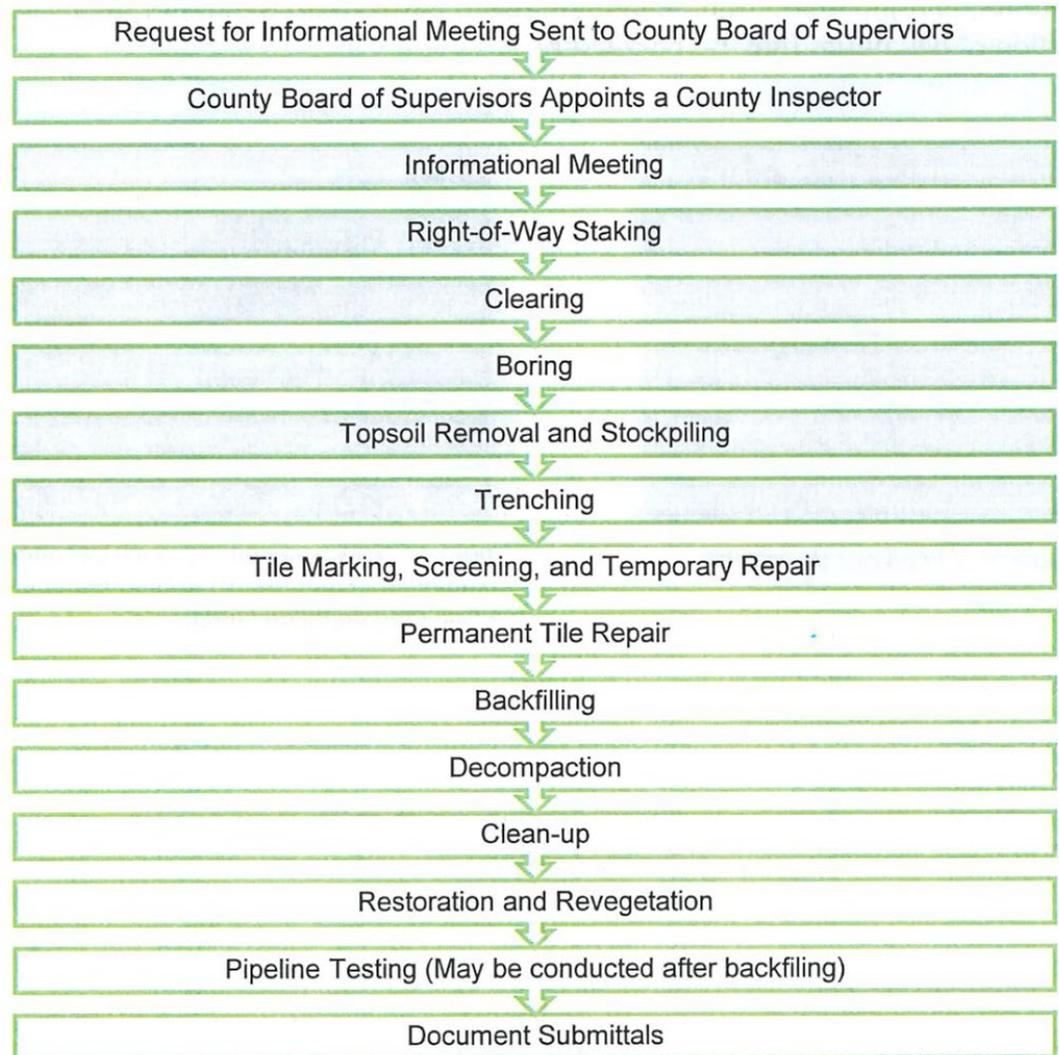 Request for Informational Meeting Sent to County Board of Superviors
County Board of Supervisors Appoints a County Inspector
Informational Meeting
Right-of-Way Staking
Clearing
Boring
Topsoil Removal and Stockpiling
Trenching
Tile Marking, Screening, and Temporary Repair
Permanent Tile Repair
Backfilling
Decompaction
Clean-up
Restoration and Revegetation
Pipeline Testing (May be conducted after backfiling)
Document Submittals